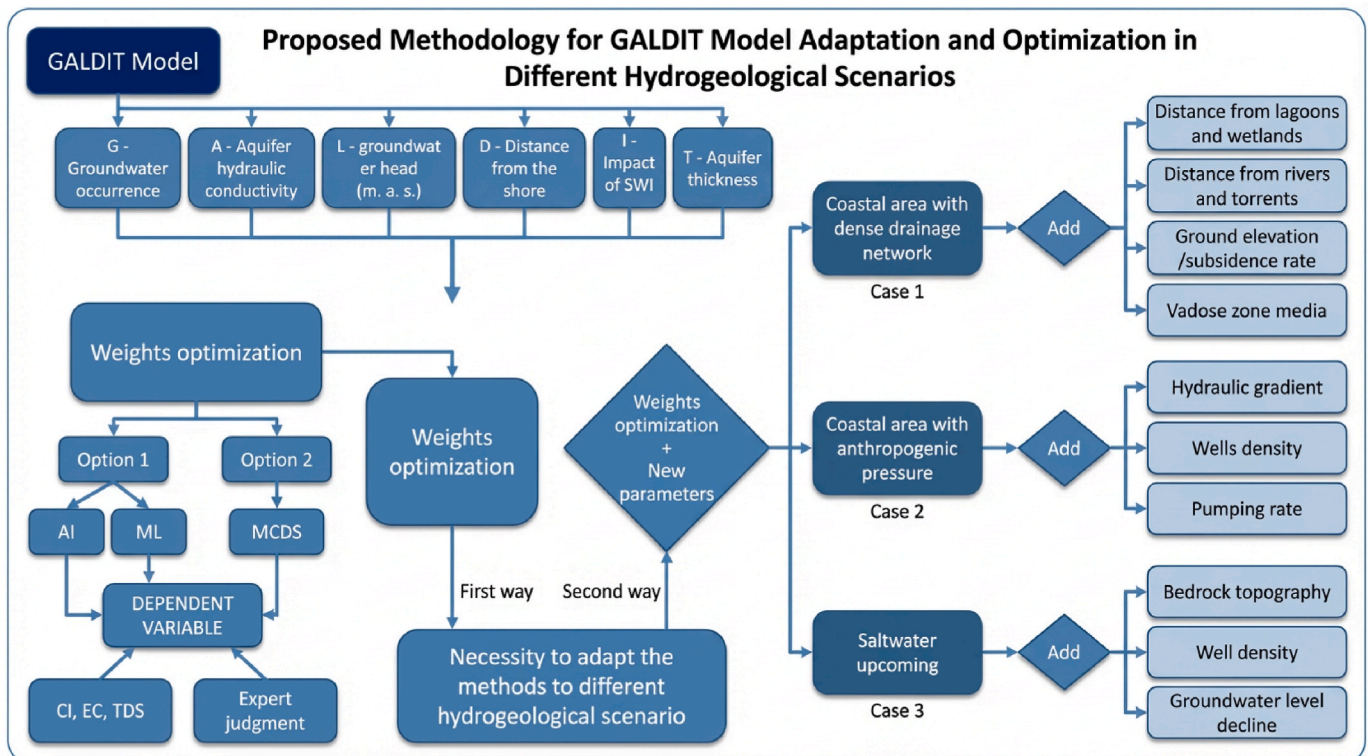 GALDIT Model
Proposed Methodology for GALDIT Model Adaptation and Optimization in
Different Hydrogeological Scenarios
G -
Groundwater
occurrence
A - Aquifer
hydraulic
conductivity
L - groundwat
er head
(m. a. s.)
D - Distance
from the
shore
I -
Impact
of SWI
T - Aquifer
thickness
Weights optimization
Option 1
Option 2
AI
ML
MCDS
DEPENDENT
VARIABLE
CI, EC, TDS
Expert
judgment
Weights
optimization
First way
Second way
Necessity to adapt the
methods to different
hydrogeological scenario
Weights
optimization
+
New
parameters
Coastal area with
dense drainage
network
Case 1
Add
Distance from lagoons
and wetlands
Distance from rivers
and torrents
Ground elevation
/subsidence rate
Vadose zone media
Coastal area with
anthropogenic
pressure
Case 2
Add
Hydraulic gradient
Wells density
Pumping rate
Saltwater
upcoming
Case 3
Add
Bedrock topography
Well density
Groundwater level
decline